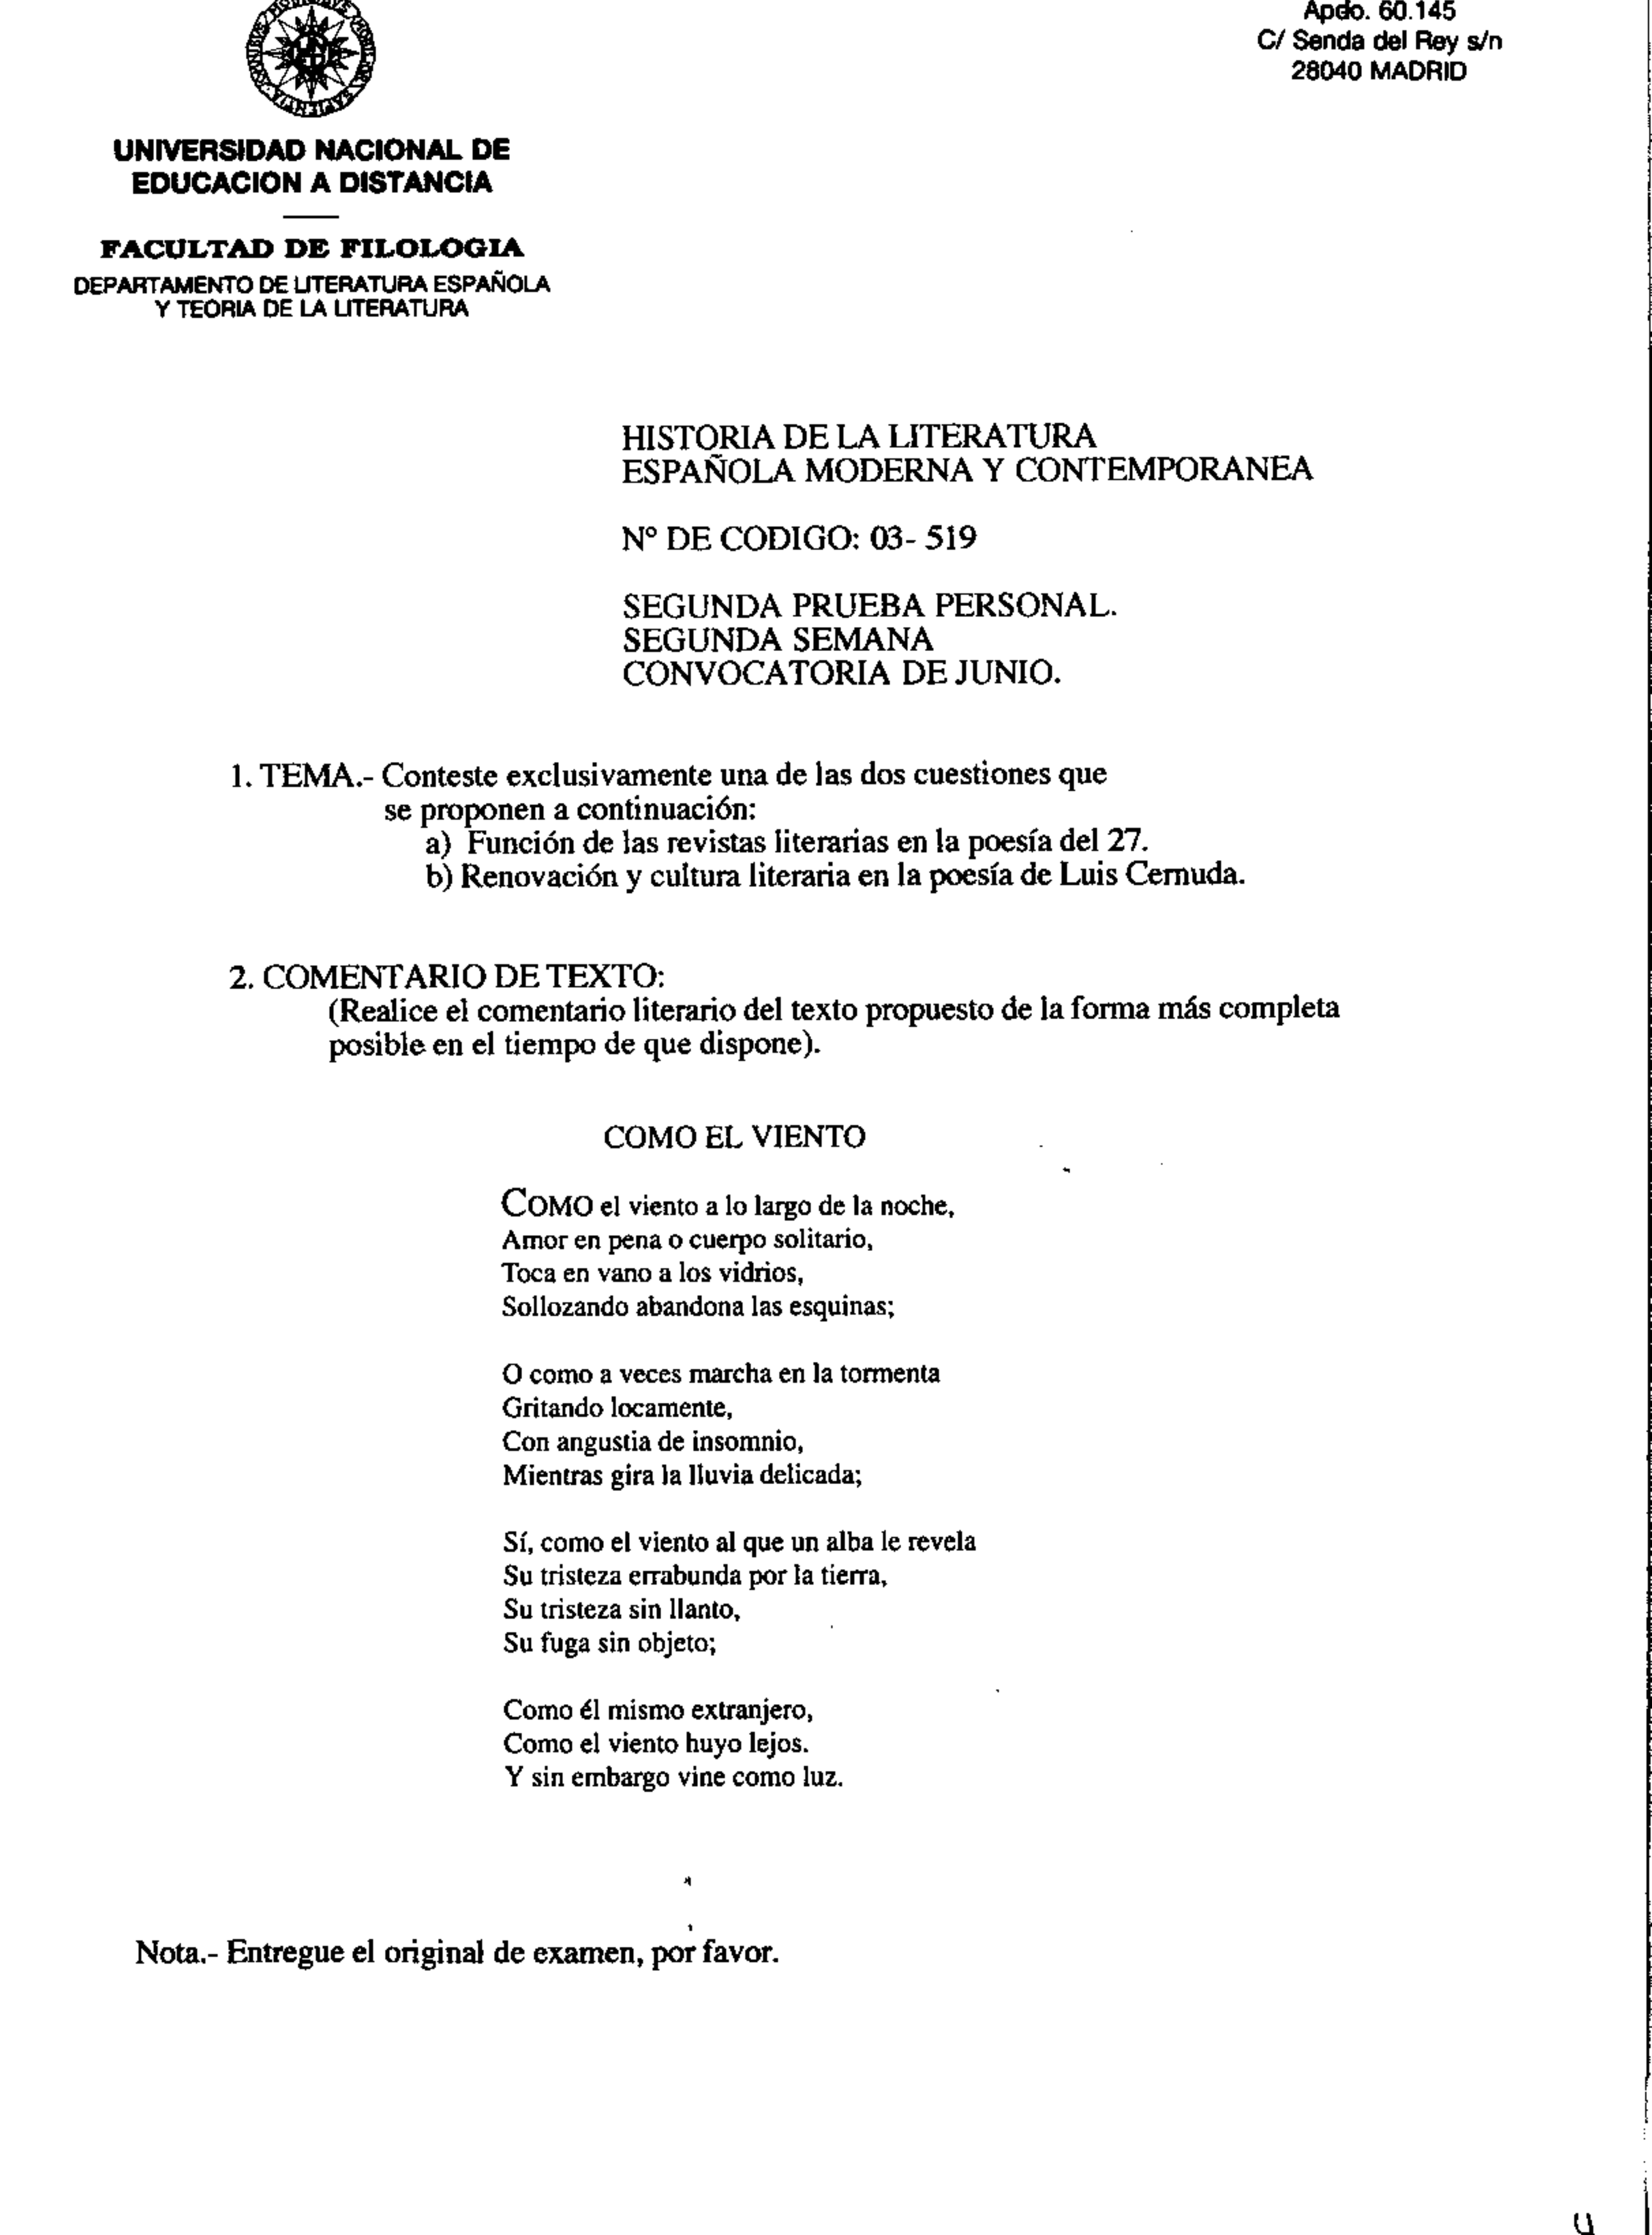 Apdo. 60.145
C/ Senda del Rey s/n
28040 MADRID
UNIVERSIDAD NACIONAL DE
EDUCACION A DISTANCIA
FACULTAD DE FILOLOGIA
DEPARTAMENTO DE LITERATURA ESPAÑOLA
Y TEORIA DE LA LITERATURA
HISTORIA DE LA LITERATURA
ESPAÑOLA MODERNA Y CONTEMPORANEA
Nº DE CODIGO: 03- 519
SEGUNDA PRUEBA PERSONAL.
SEGUNDA SEMANA
CONVOCATORIA DE JUNIO.
1. TEMA.- Conteste exclusivamente una de las dos cuestiones que
se proponen a continuación:
a) Función de las revistas literarias en la poesía del 27.
b) Renovación y cultura literaria en la poesía de Luis Cernuda.
2. COMENTARIO DE TEXTO:
(Realice el comentario literario del texto propuesto de la forma más completa
posible en el tiempo de que dispone).
COMO EL VIENTO
COMO el viento a lo largo de la noche,
Amor en pena o cuerpo solitario,
Toca en vano a los vidrios,
Sollozando abandona las esquinas;
O como a veces marcha en la tormenta
Gritando locamente,
Con angustia de insomnio,
Mientras gira la lluvia delicada;
Sí, como el viento al que un alba le revela
Su tristeza errabunda por la tierra,
Su tristeza sin llanto,
Su fuga sin objeto;
Como él mismo extranjero,
Como el viento huyo lejos.
Y sin embargo vine como luz.
Nota.- Entregue el original de examen, por favor.